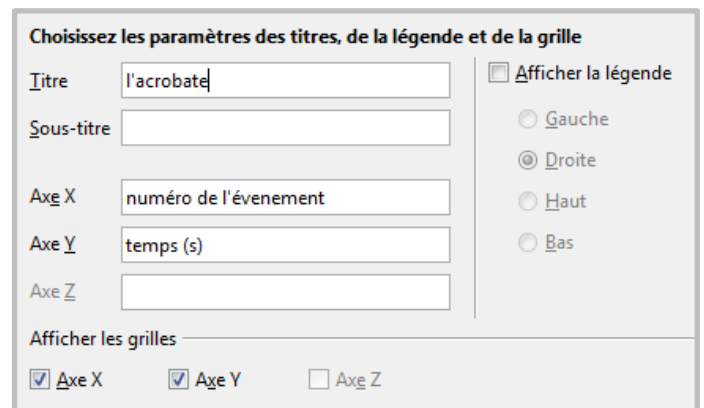 Choisissez les paramètres des titres, de la légende et de la grille
Titre l'acrobate
Sous-titre
Axe X numéro de l'évenement
Axe Y temps (s)
Axe Z
Afficher la légende
Gauche
Droite
Haut
Bas
Afficher les grilles
Axe X Axe Y Axe Z